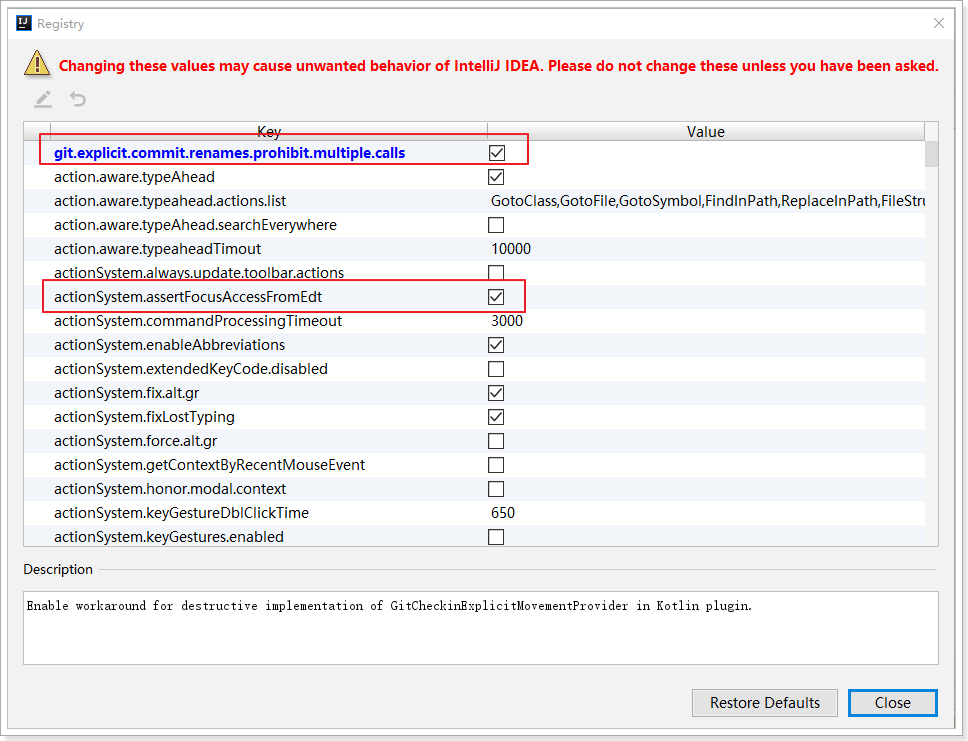 Registry
Changing these values may cause unwanted behavior of IntelliJ IDEA. Please do not change these unless you have been asked.
Key Value
git.explicit.commit.renames.prohibit.multiple.calls
action.aware.typeAhead
action.aware.typeahead.actions.list GotoClass,GotoFile,GotoSymbol,FindInPath,ReplaceInPath,FileStru
action.aware.typeAhead.searchEverywhere
action.aware.typeaheadTimout 10000
actionSystem.always.update.toolbar.actions
actionSystem.assertFocusAccessFromEdt
actionSystem.commandProcessingTimeout 3000
actionSystem.enableAbbreviations
actionSystem.extendedKeyCode.disabled
actionSystem.fix.alt.gr
actionSystem.fixLostTyping
actionSystem.force.alt.gr
actionSystem.getContextByRecentMouseEvent
actionSystem.honor.modal.context
actionSystem.keyGestureDblClickTime 650
actionSystem.keyGestures.enabled
Description
Enable workaround for destructive implementation of GitCheckinExplicitMovementProvider in Kotlin plugin.
Restore Defaults Close